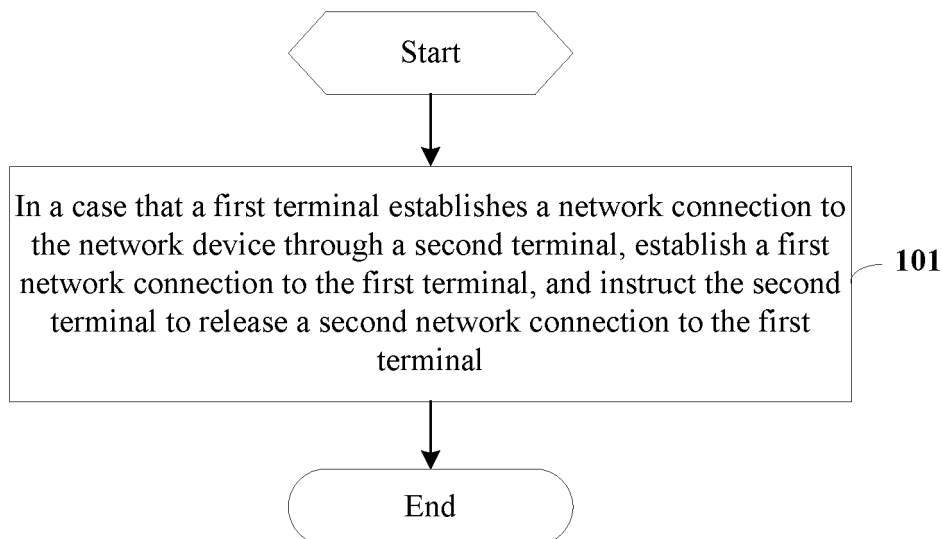 Start
In a case that a first terminal establishes a network connection to
the network device through a second terminal, establish a first
network connection to the first terminal, and instruct the second
terminal to release a second network connection to the first
terminal
101
End